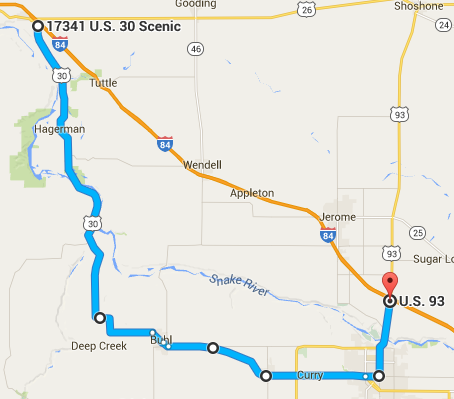 Gooding
Shoshone
26
24
17341 U.S. 30 Scenic
84
46
30
Tuttle
93
Hagerman
84
Wendell
Appleton
30
Jerome
25
84
93
Sugar Lo
Snake River
U.S. 93
Deep Creek
Buhl
Curry